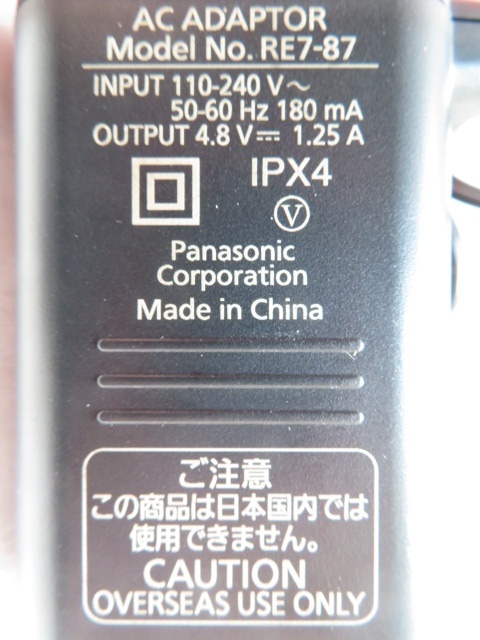 AC ADAPTOR
Model No. RE7-87
INPUT 110-240 V～
50-60 Hz 180 mA
OUTPUT 4.8 V⎓ 1.25 A
IPX4
V
Panasonic
Corporation
Made in China
ご注意
この商品は日本国内では
使用できません。
CAUTION
OVERSEAS USE ONLY